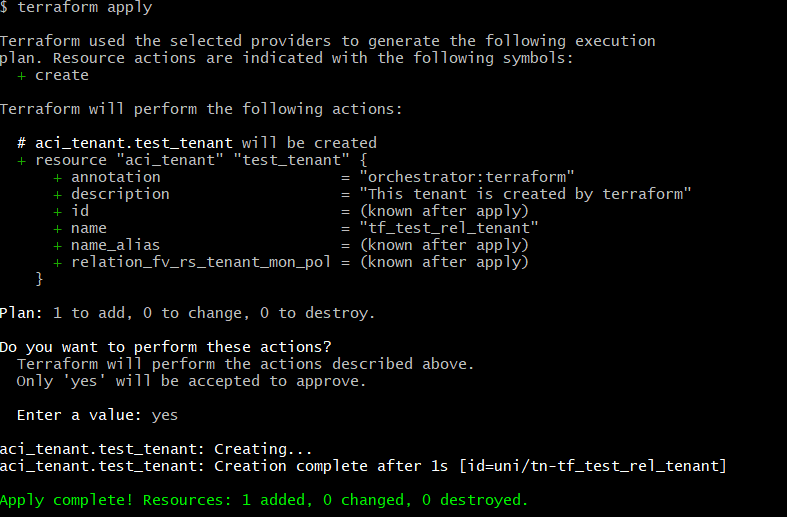 $ terraform apply
Terraform used the selected providers to generate the following execution
plan. Resource actions are indicated with the following symbols:
+ create
Terraform will perform the following actions:
# aci_tenant.test_tenant will be created
+ resource "aci_tenant" "test_tenant" {
+ annotation = "orchestrator:terraform"
+ description = "This tenant is created by terraform"
+ id = (known after apply)
+ name = "tf_test_rel_tenant"
+ name_alias = (known after apply)
+ relation_fv_rs_tenant_mon_pol = (known after apply)
}
Plan: 1 to add, 0 to change, 0 to destroy.
Do you want to perform these actions?
Terraform will perform the actions described above.
Only 'yes' will be accepted to approve.
Enter a value: yes
aci_tenant.test_tenant: Creating...
aci_tenant.test_tenant: Creation complete after 1s [id=uni/tn-tf_test_rel_tenant]
Apply complete! Resources: 1 added, 0 changed, 0 destroyed.